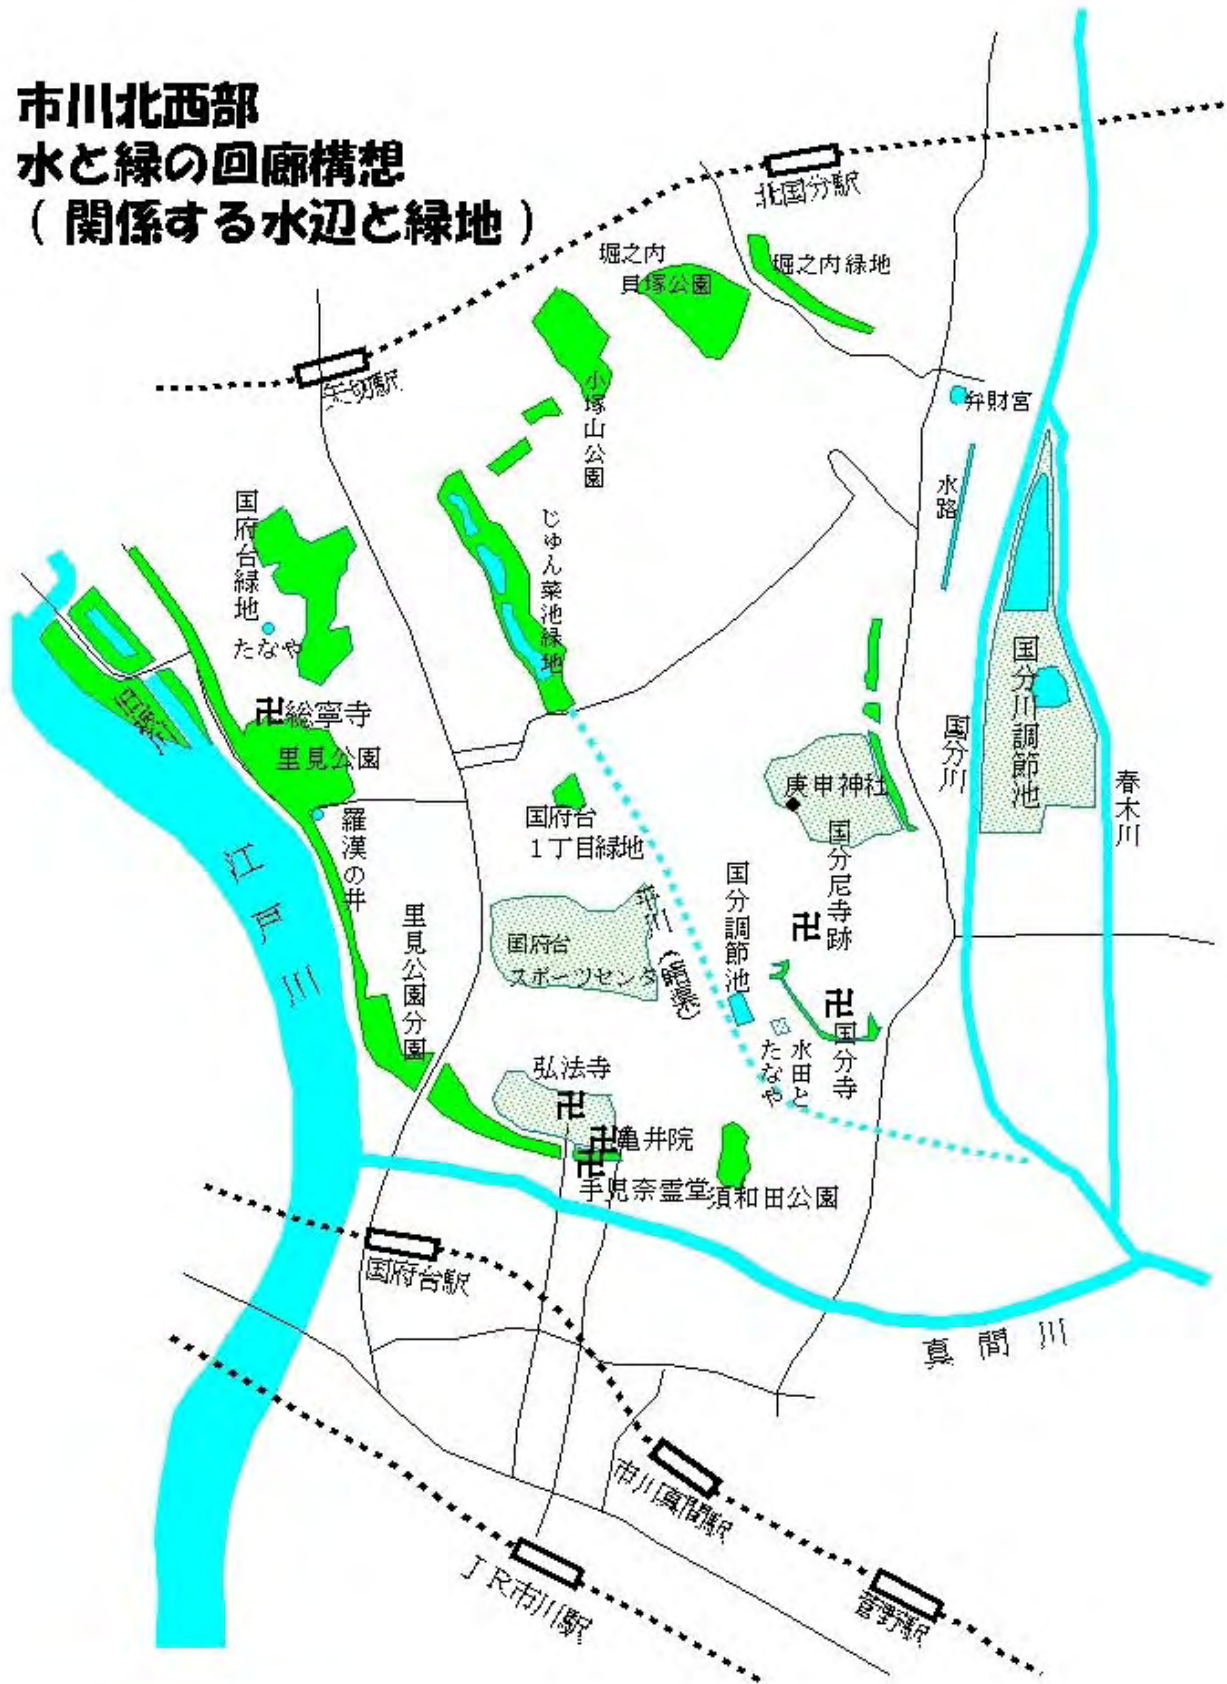 市川北西部
水と緑の回廊構想
（関係する水辺と緑地）
北国分駅
堀之内
貝塚公園
堀之内緑地
矢切駅
小塚山公園
弁財宮
水路
国府台緑地
たなや
じゅん菜池緑地
総寧寺
里見公園
国分川調節池
国分川
春木川
庚申神社
国府台
１丁目緑地
羅漢の井
国分尼寺跡
国分調節池
江戸川
里見公園分園
国府台
スポーツセンタ
国分寺
水田と
たなや
弘法寺
亀井院
手児奈霊堂
須和田公園
国府台駅
真間川
市川真間駅
ＪＲ市川駅
菅野駅